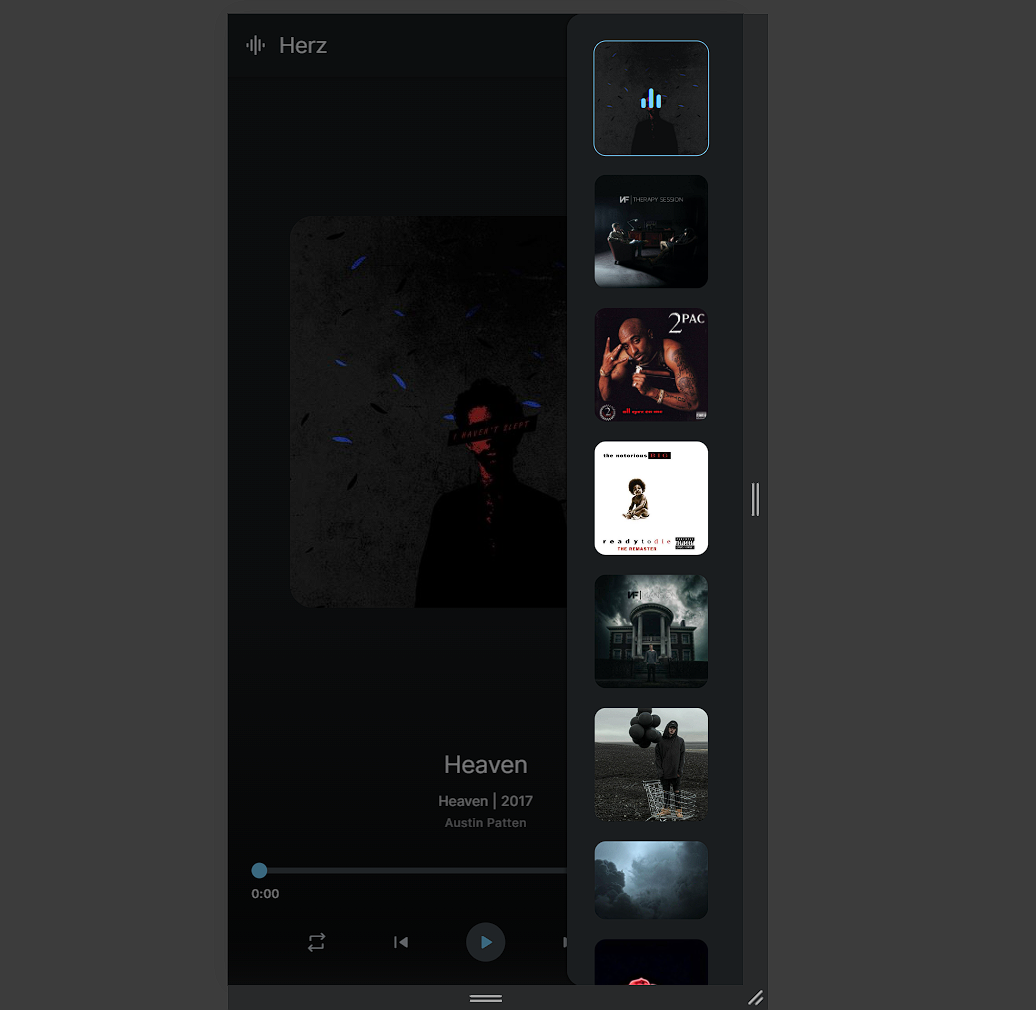 Herz
I HAVEN'T SLEPT
Heaven
Heaven | 2017
Austin Patten
0:00
NF | THERAPY SESSION
2PAC
all eyez on me
the notorious B.I.G.
ready to die
THE REMASTER
NF |